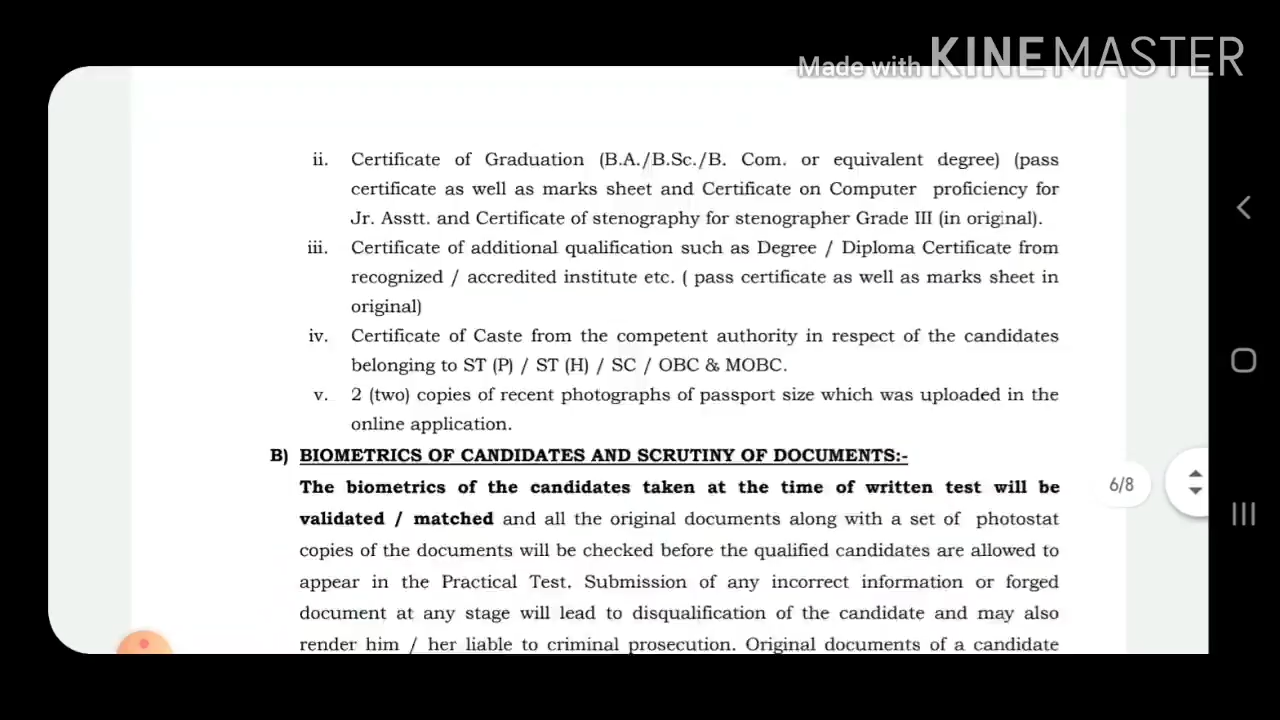 Made with KINEMASTER
ii. Certificate of Graduation (B.A./B.Sc./B. Com. or equivalent degree) (pass
certificate as well as marks sheet and Certificate on Computer proficiency for
Jr. Asstt. and Certificate of stenography for stenographer Grade III (in original).
iii. Certificate of additional qualification such as Degree / Diploma Certificate from
recognized / accredited institute etc. ( pass certificate as well as marks sheet in
original)
iv. Certificate of Caste from the competent authority in respect of the candidates
belonging to ST (P) / ST (H) / SC / OBC & MOBC.
v. 2 (two) copies of recent photographs of passport size which was uploaded in the
online application.
B) BIOMETRICS OF CANDIDATES AND SCRUTINY OF DOCUMENTS:-
The biometrics of the candidates taken at the time of written test will be
6/8
validated / matched and all the original documents along with a set of photostat
copies of the documents will be checked before the qualified candidates are allowed to
appear in the Practical Test. Submission of any incorrect information or forged
document at any stage will lead to disqualification of the candidate and may also
render him / her liable to criminal prosecution. Original documents of a candidate